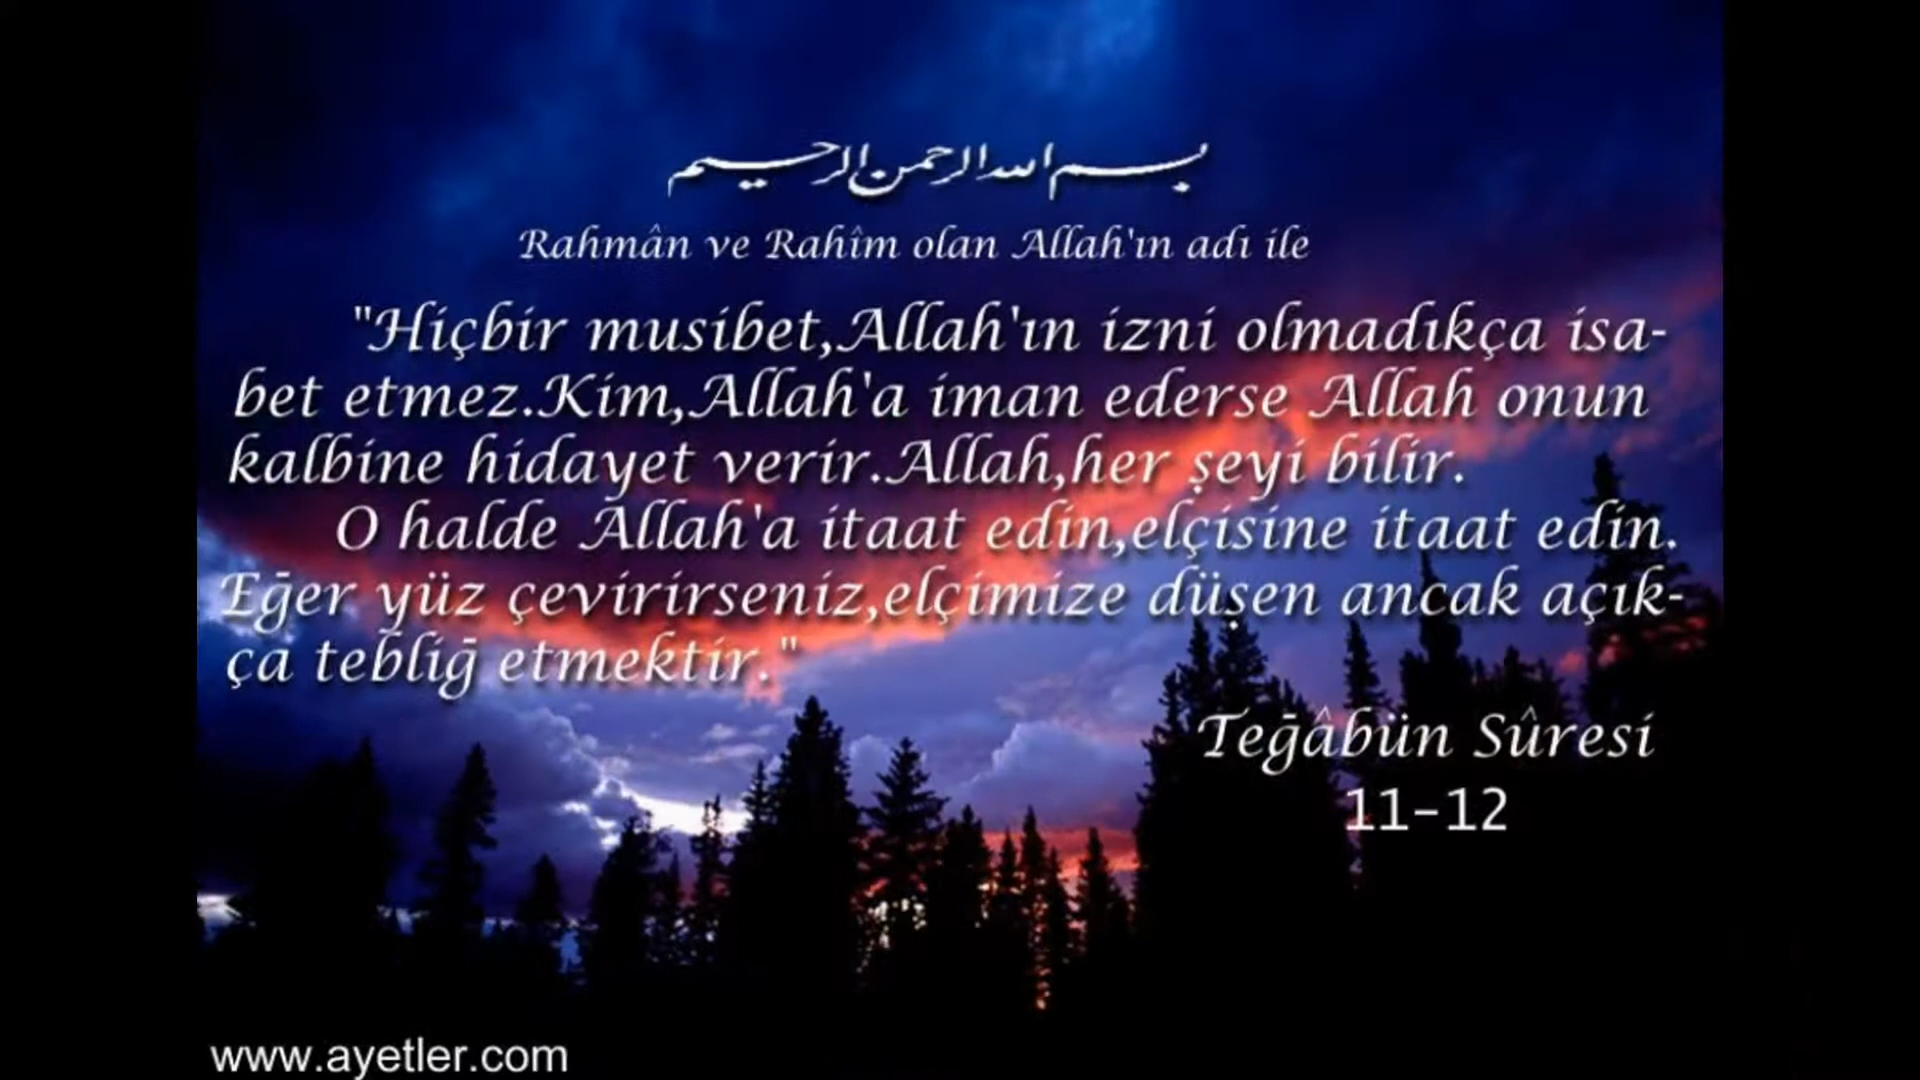 بسم الله الرحمن الرحيم
Rahmân ve Rahîm olan Allah'ın adı ile
"Hiçbir musibet,Allah'ın izni olmadıkça isa-
bet etmez.Kim,Allah'a iman ederse Allah onun
kalbine hidayet verir.Allah,her şeyi bilir.
O halde Allah'a itaat edin,elçisine itaat edin.
Eğer yüz çevirirseniz,elçimize düşen ancak açık-
ça tebliğ etmektir."
Teğâbün Sûresi
11-12
www.ayetler.com